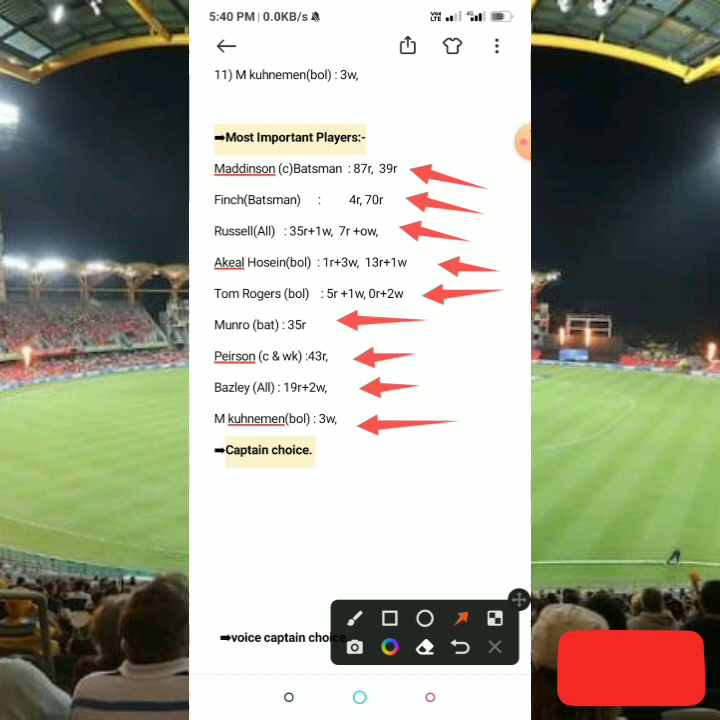 5:40 PM | 0.0KB/s
Vo LTE 4G
11) M kuhnemen(bol) : 3w,
➡Most Important Players:-
Maddinson (c)Batsman : 87r, 39r
Finch(Batsman) : 4r, 70r
Russell(All) : 35r+1w, 7r +ow,
Akeal Hosein(bol) : 1r+3w, 13r+1w
Tom Rogers (bol) : 5r +1w, 0r+2w
Munro (bat) : 35r
Peirson (c & wk) :43r,
Bazley (All) : 19r+2w,
M kuhnemen(bol) : 3w,
➡Captain choice.
➡voice captain choice